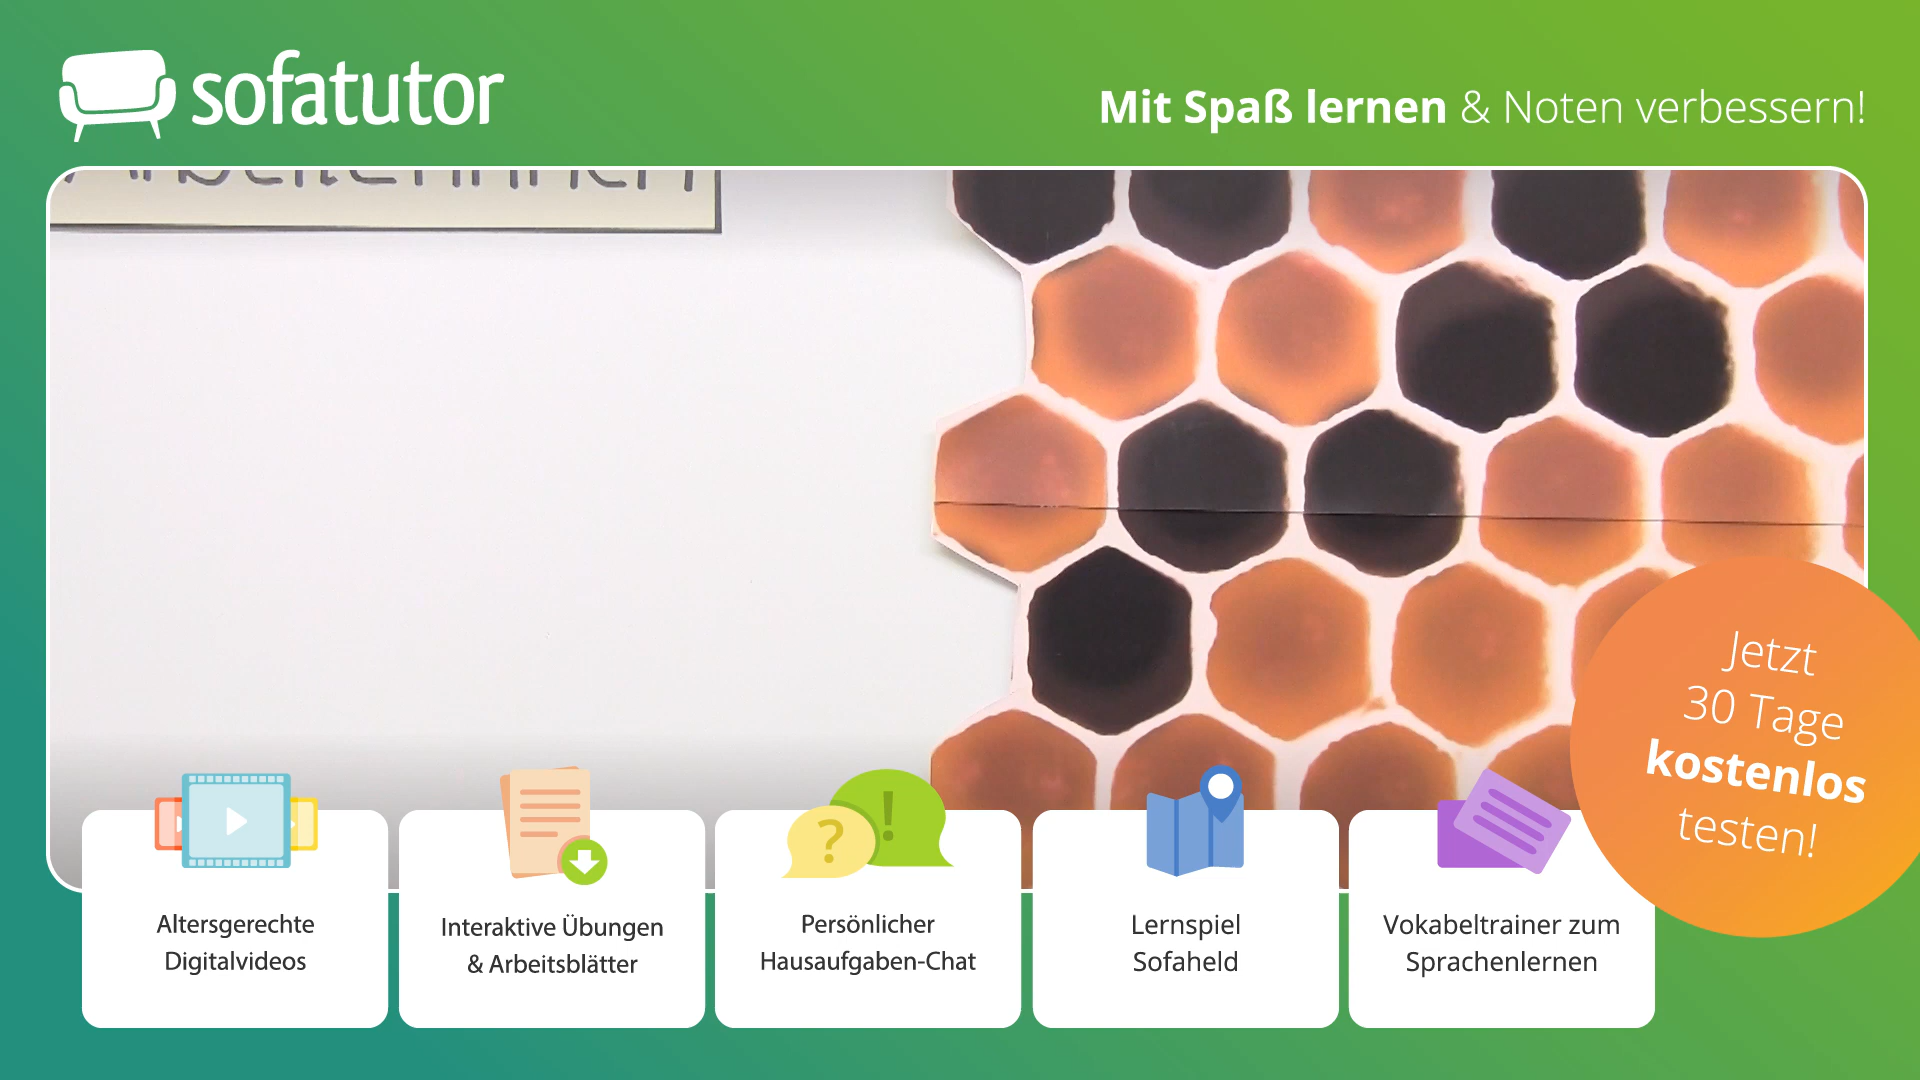 sofatutor
Mit Spaß lernen & Noten verbessern!
Arbeiterinnen
Jetzt
30 Tage
kostenlos
testen!
Altersgerechte
Digitalvideos
Interaktive Übungen
& Arbeitsblätter
Persönlicher
Hausaufgaben-Chat
Lernspiel
Sofaheld
Vokabeltrainer zum
Sprachenlernen